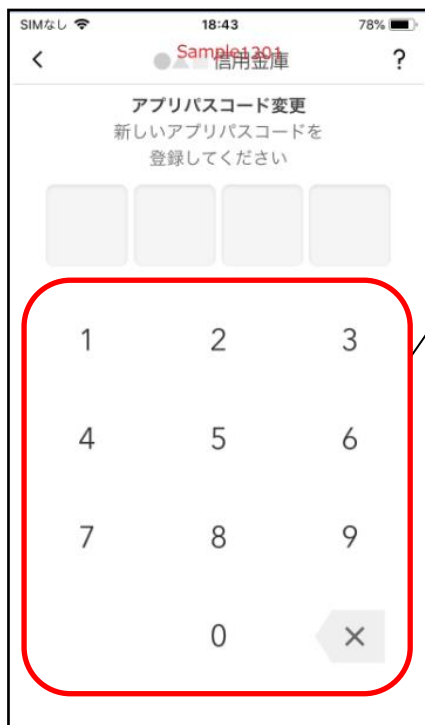 SIMなし 18:43 78%
Sample1201
●▲■信用金庫 ?
アプリパスコード変更
新しいアプリパスコードを
登録してください
1 2 3
4 5 6
7 8 9
0